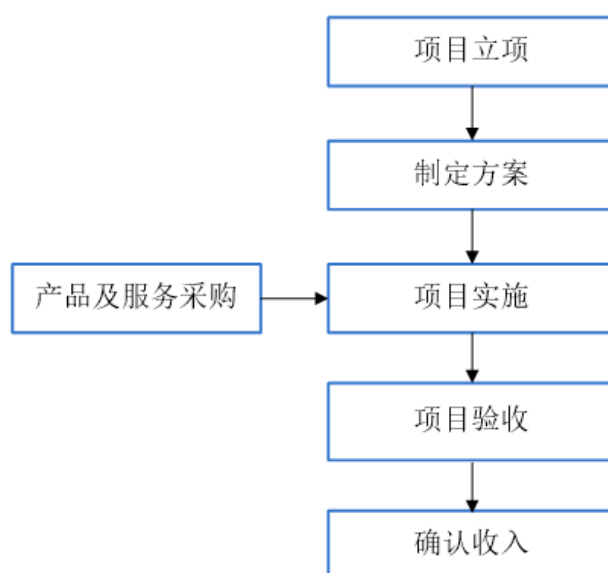 项目立项
制定方案
产品及服务采购
项目实施
项目验收
确认收入